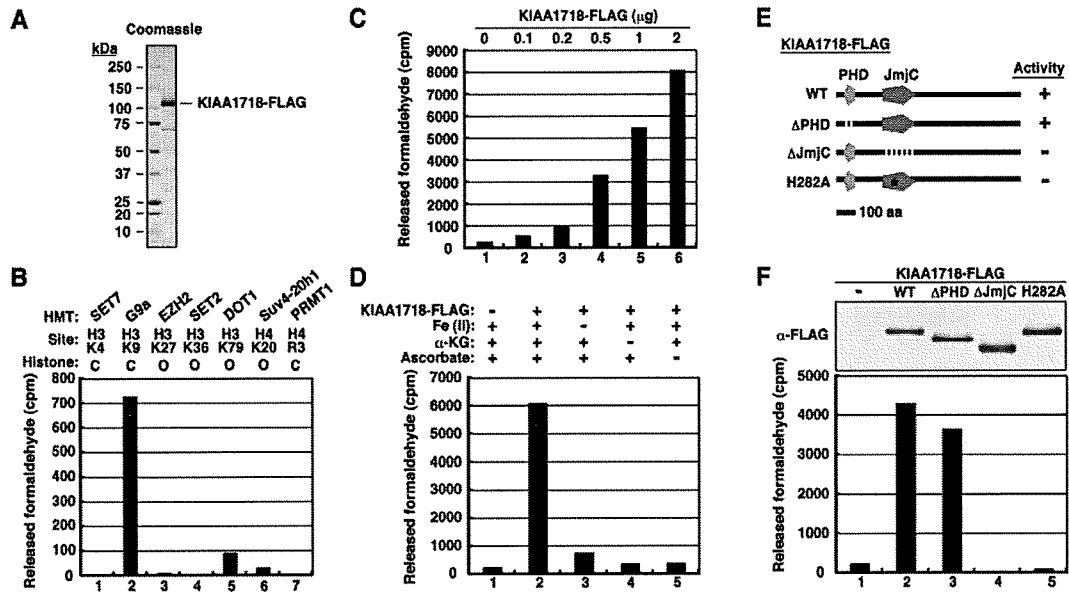 A
Coomassie
kDa
250
150
100
75
50
37
25
20
10
KIAA1718-FLAG
B
HMT: SET7 G9a EZH2 SET2 DOT1 Suv4-20h1 PRMT1
Site: H3 H3 H3 H3 H3 H4 H4
K4 K9 K27 K36 K79 K20 R3
Histone: C C O O O O C
Released formaldehyde (cpm)
800
700
600
500
400
300
200
100
0
1 2 3 4 5 6 7
C
KIAA1718-FLAG (µg)
0 0.1 0.2 0.5 1 2
Released formaldehyde (cpm)
9000
8000
7000
6000
5000
4000
3000
2000
1000
0
1 2 3 4 5 6
D
KIAA1718-FLAG: - + + + +
Fe (II): + + - + +
α-KG: + + + - +
Ascorbate: + + + + -
Released formaldehyde (cpm)
7000
6000
5000
4000
3000
2000
1000
0
1 2 3 4 5
E
KIAA1718-FLAG
PHD JmjC Activity
WT +
ΔPHD +
ΔJmjC -
H282A -
100 aa
F
KIAA1718-FLAG
- WT ΔPHD ΔJmjC H282A
α-FLAG
Released formaldehyde (cpm)
5000
4000
3000
2000
1000
0
1 2 3 4 5